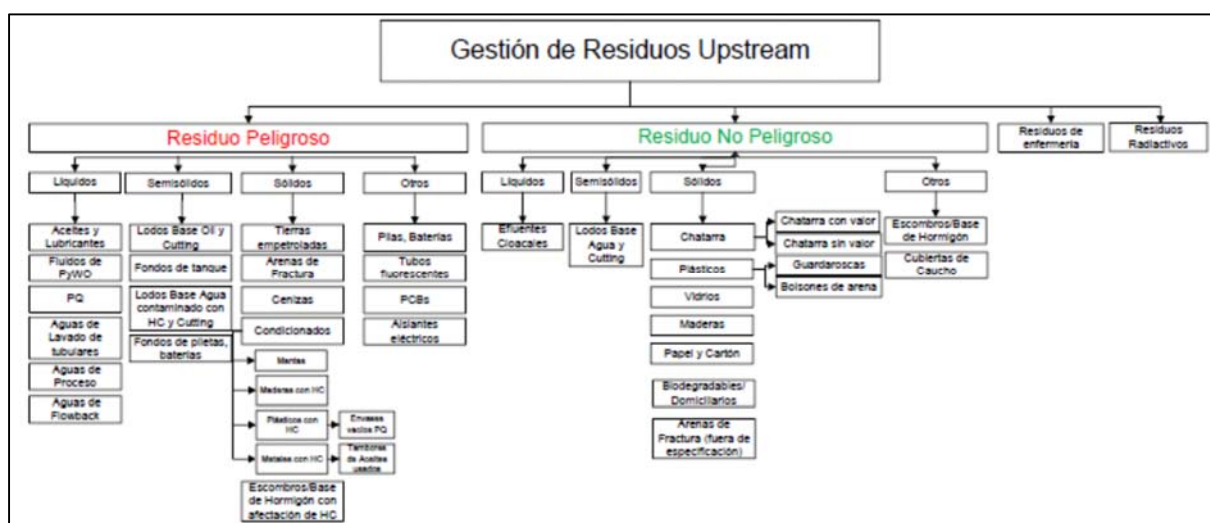 Gestión de Residuos Upstream
Residuo Peligroso
Residuo No Peligroso
Residuos de
enfermería
Residuos
Radiactivos
Líquidos
Semisólidos
Sólidos
Otros
Líquidos
Semisólidos
Sólidos
Otros
Aceites y
Lubricantes
Fluidos de
PyWO
PQ
Aguas de
Lavado de
tubulares
Aguas de
Proceso
Aguas de
Flowback
Lodos Base Oil y
Cutting
Fondos de tanque
Lodos Base Agua
contaminado con
HC y Cutting
Fondos de piletas,
baterías
Tierras
empetroladas
Arenas de
Fractura
Cenizas
Condicionados
Mantas
Maderas con HC
Plásticos con
HC
Envases
vacíos PQ
Metales con HC
Tambores
de Aceites
usados
Escombros/Base
de Hormigón con
afectación de HC
Pilas, Baterías
Tubos
fluorescentes
PCBs
Aislantes
eléctricos
Efluentes
Cloacales
Lodos Base
Agua y
Cutting
Chatarra
Chatarra con valor
Chatarra sin valor
Plásticos
Guardaroscas
Bolsones de arena
Vidrios
Maderas
Papel y Cartón
Biodegradables/
Domiciliarios
Arenas de
Fractura (fuera de
especificación)
Escombros/Base
de Hormigón
Cubiertas de
Caucho